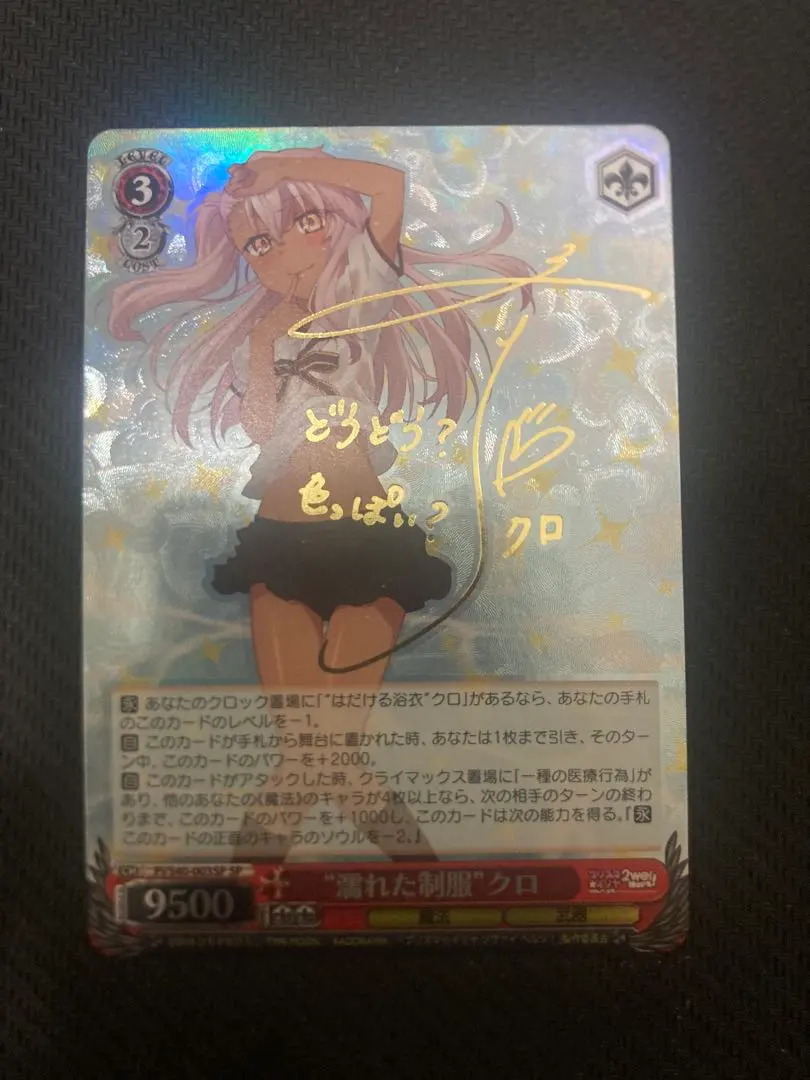 LEVEL
3
2
COST
どうどう?
色っぽい?
クロ
永 あなたのクロック置場に「“はだける浴衣”クロ」があるなら、あなたの手札
のこのカードのレベルを－1。
自 このカードが手札から舞台に置かれた時、あなたは1枚まで引き、そのター
ン中、このカードのパワーを＋2000。
自 このカードがアタックした時、クライマックス置場に「一種の医療行為」が
あり、他のあなたの《魔法》のキャラが4枚以上なら、次の相手のターンの終わ
りまで、このカードのパワーを＋1000し、このカードは次の能力を得る。『永
このカードの正面のキャラのソウルを－2。』
SP
“濡れた制服”クロ
2wei
9500
魔法
武器